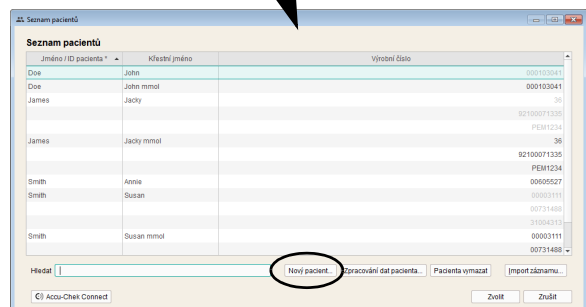 Seznam pacientů
Seznam pacientů
Jméno / ID pacienta * Křestní jméno Výrobní číslo
Doe John 000103041
Doe John mmol 000103041
James Jacky 36
92100071335
PEM1234
James Jacky mmol 36
92100071335
PEM1234
Smith Annie 00605527
Smith Susan 00003111
00731488
31004313
Smith Susan mmol 00003111
00731488
Hledat Nový pacient... Zpracování dat pacienta... Pacienta vymazat Import záznamu...
Accu-Chek Connect Zvolit Zrušit